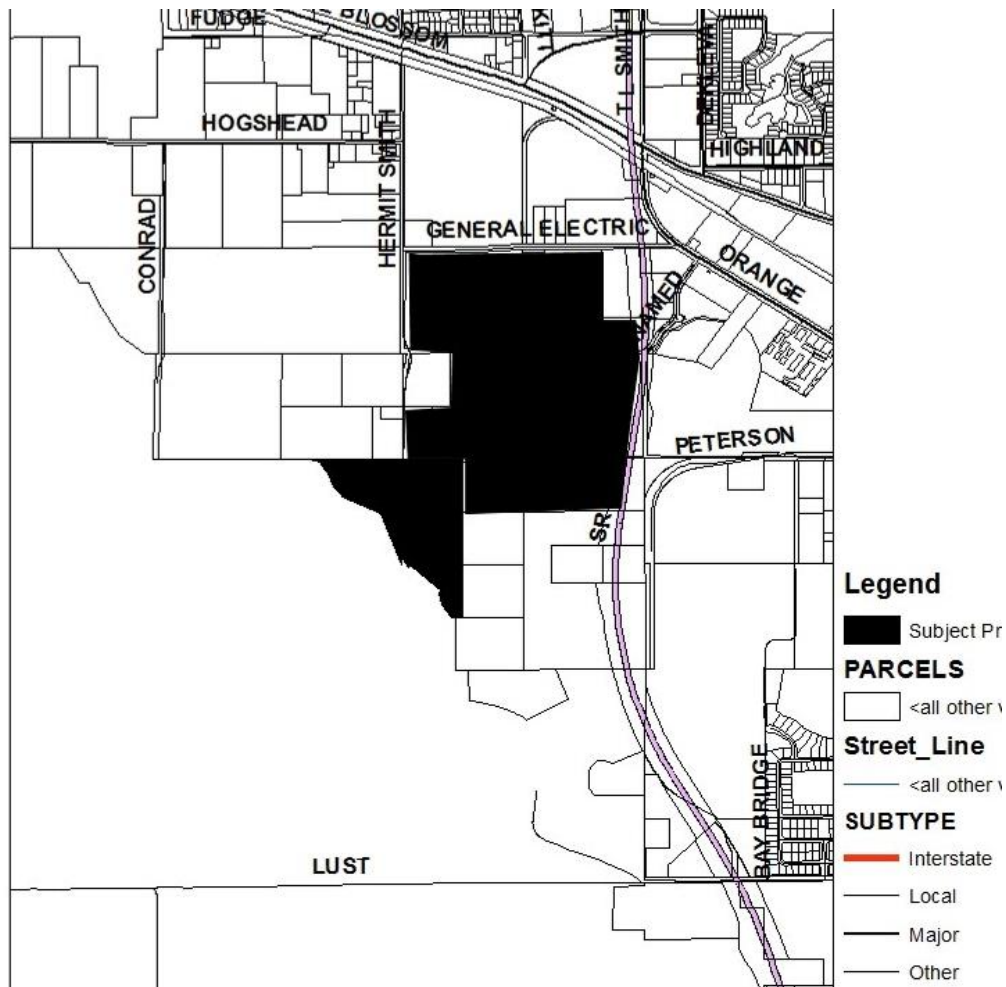 FUDGE
BLOSSOM
T L SMITH
HOGSHEAD
HERMIT SMITH
HIGHLAND
CONRAD
GENERAL ELECTRIC
ORANGE
PETERSON
SR
BAY BRIDGE
LUST
Legend
Subject Pr
PARCELS
<all other v
Street_Line
<all other v
SUBTYPE
Interstate
Local
Major
Other